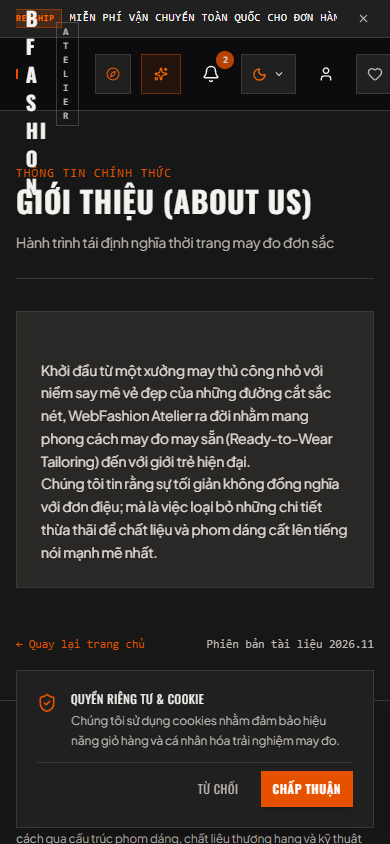 RESHIP MIỄN PHÍ VẬN CHUYỂN TOÀN QUỐC CHO ĐƠN HÀN
B
F
A
S
HI
O
N
A
T
E
L
I
E
R
2
THÔNG TIN CHÍNH THỨC
GIỚI THIỆU (ABOUT US)
Hành trình tái định nghĩa thời trang may đo đơn sắc
Khởi đầu từ một xưởng may thủ công nhỏ với
niềm say mê vẻ đẹp của những đường cắt sắc
nét, WebFashion Atelier ra đời nhằm mang
phong cách may đo may sẵn (Ready-to-Wear
Tailoring) đến với giới trẻ hiện đại.
Chúng tôi tin rằng sự tối giản không đồng nghĩa
với đơn điệu; mà là việc loại bỏ những chi tiết
thừa thãi để chất liệu và phom dáng cất lên tiếng
nói mạnh mẽ nhất.
← Quay lại trang chủ
Phiên bản tài liệu 2026.11
QUYỀN RIÊNG TƯ & COOKIE
Chúng tôi sử dụng cookies nhằm đảm bảo hiệu
năng giỏ hàng và cá nhân hóa trải nghiệm may đo.
TỪ CHỐI
CHẤP THUẬN
cách qua cấu trúc phom dáng, chất liệu thượng hạng và kỹ thuật